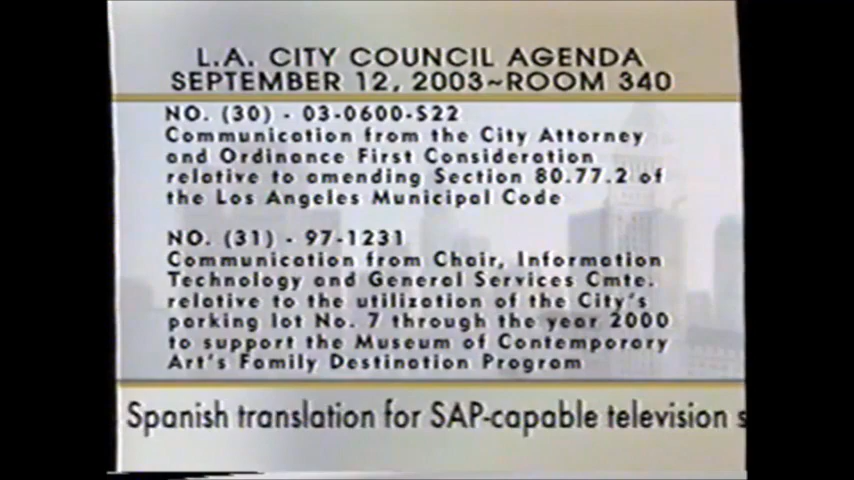 L.A. CITY COUNCIL AGENDA
SEPTEMBER 12, 2003~ROOM 340
NO. (30) - 03-0600-S22
Communication from the City Attorney
and Ordinance First Consideration
relative to amending Section 80.77.2 of
the Los Angeles Municipal Code
NO. (31) - 97-1231
Communication from Chair, Information
Technology and General Services Cmte.
relative to the utilization of the City's
parking lot No. 7 through the year 2000
to support the Museum of Contemporary
Art's Family Destination Program
Spanish translation for SAP-capable television s